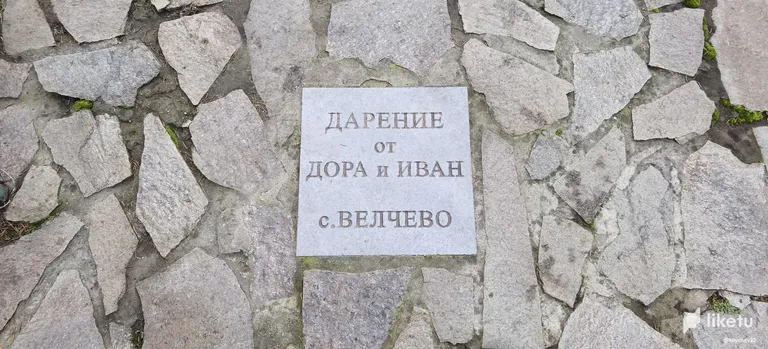 ДАРЕНИЕ
от
ДОРА и ИВАН
с.ВЕЛЧЕВО
liketu